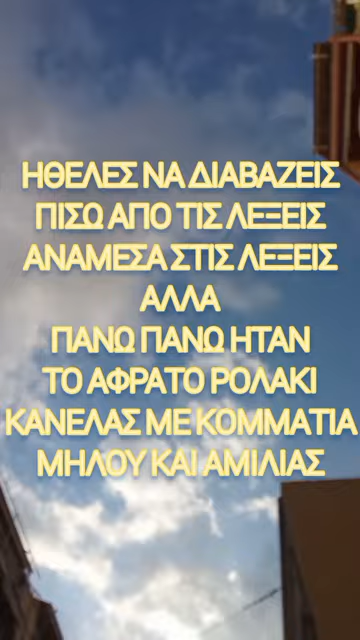 ΗΘΕΛΕΣ ΝΑ ΔΙΑΒΑΖΕΙΣ
ΠΙΣΩ ΑΠΟ ΤΙΣ ΛΕΞΕΙΣ
ΑΝΑΜΕΣΑ ΣΤΙΣ ΛΕΞΕΙΣ
ΑΛΛΑ
ΠΑΝΩ ΠΑΝΩ ΗΤΑΝ
ΤΟ ΑΦΡΑΤΟ ΡΟΛΑΚΙ
ΚΑΝΕΛΑΣ ΜΕ ΚΟΜΜΑΤΙΑ
ΜΗΛΟΥ ΚΑΙ ΑΜΙΛΙΑΣ